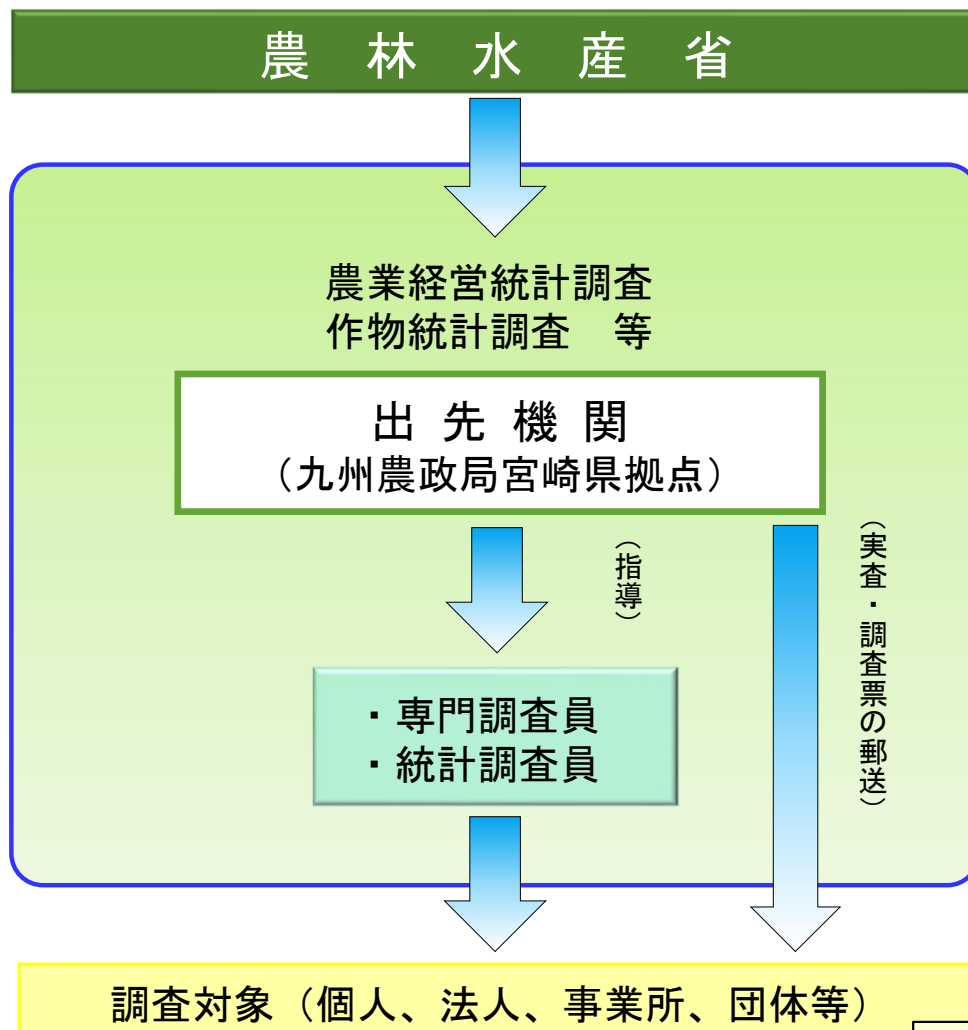 農林水産省
農業経営統計調査
作物統計調査　等
出先機関
（九州農政局宮崎県拠点）
（指導）
（実査・調査票の郵送）
・専門調査員
・統計調査員
調査対象（個人、法人、事業所、団体等）